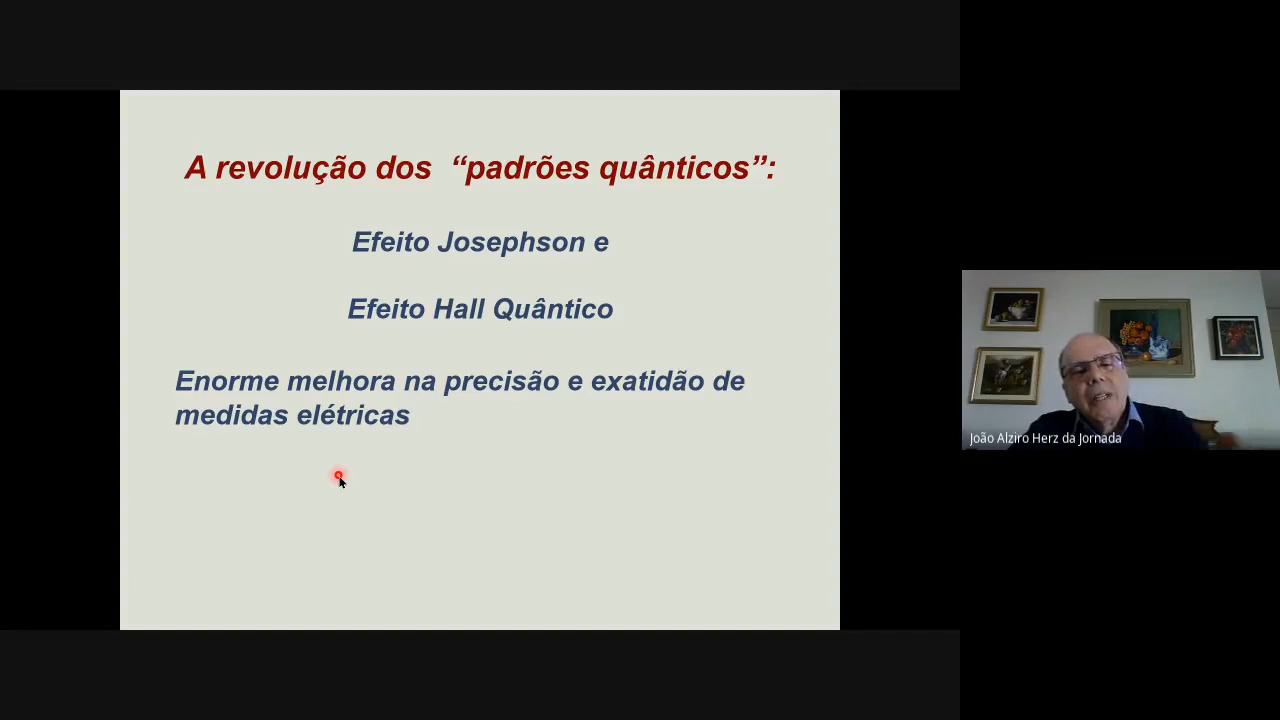 A revolução dos “padrões quânticos”:
Efeito Josephson e
Efeito Hall Quântico
Enorme melhora na precisão e exatidão de
medidas elétricas
João Alziro Herz da Jornada